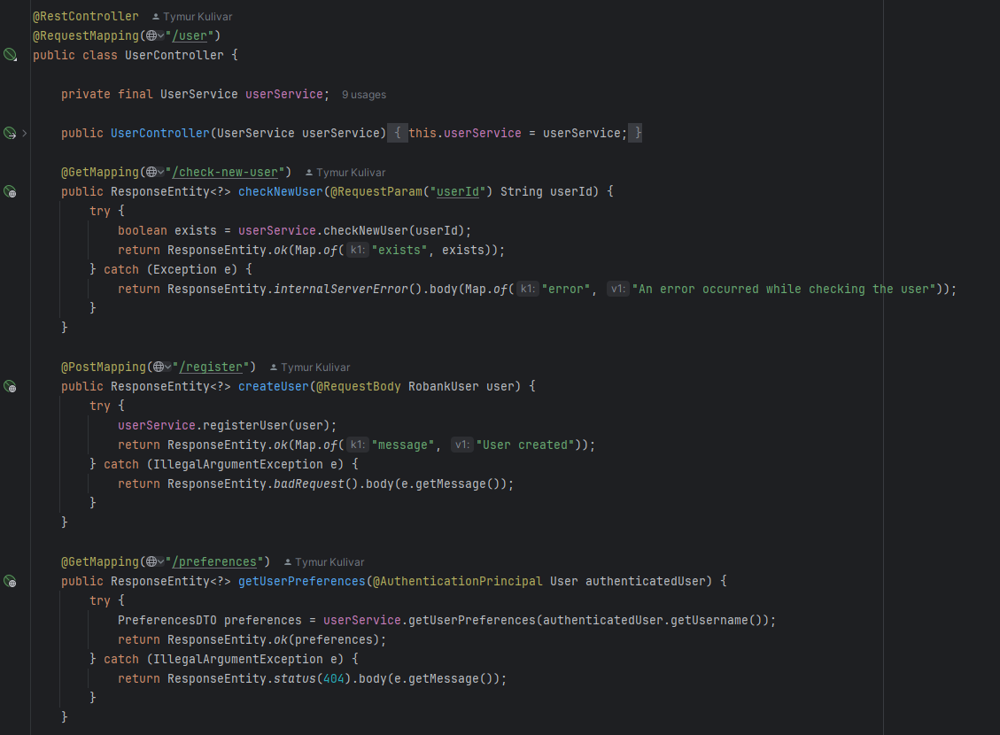 @RestController Tymur Kulivar
@RequestMapping("/user")
public class UserController {
private final UserService userService; 9 usages
public UserController(UserService userService) { this.userService = userService; }
@GetMapping("/check-new-user") Tymur Kulivar
public ResponseEntity<?> checkNewUser(@RequestParam("userId") String userId) {
try {
boolean exists = userService.checkNewUser(userId);
return ResponseEntity.ok(Map.of( k1: "exists", exists));
} catch (Exception e) {
return ResponseEntity.internalServerError().body(Map.of( k1: "error", v1: "An error occurred while checking the user"));
}
}
@PostMapping("/register") Tymur Kulivar
public ResponseEntity<?> createUser(@RequestBody RobankUser user) {
try {
userService.registerUser(user);
return ResponseEntity.ok(Map.of( k1: "message", v1: "User created"));
} catch (IllegalArgumentException e) {
return ResponseEntity.badRequest().body(e.getMessage());
}
}
@GetMapping("/preferences") Tymur Kulivar
public ResponseEntity<?> getUserPreferences(@AuthenticationPrincipal User authenticatedUser) {
try {
PreferencesDTO preferences = userService.getUserPreferences(authenticatedUser.getUsername());
return ResponseEntity.ok(preferences);
} catch (IllegalArgumentException e) {
return ResponseEntity.status(404).body(e.getMessage());
}
}